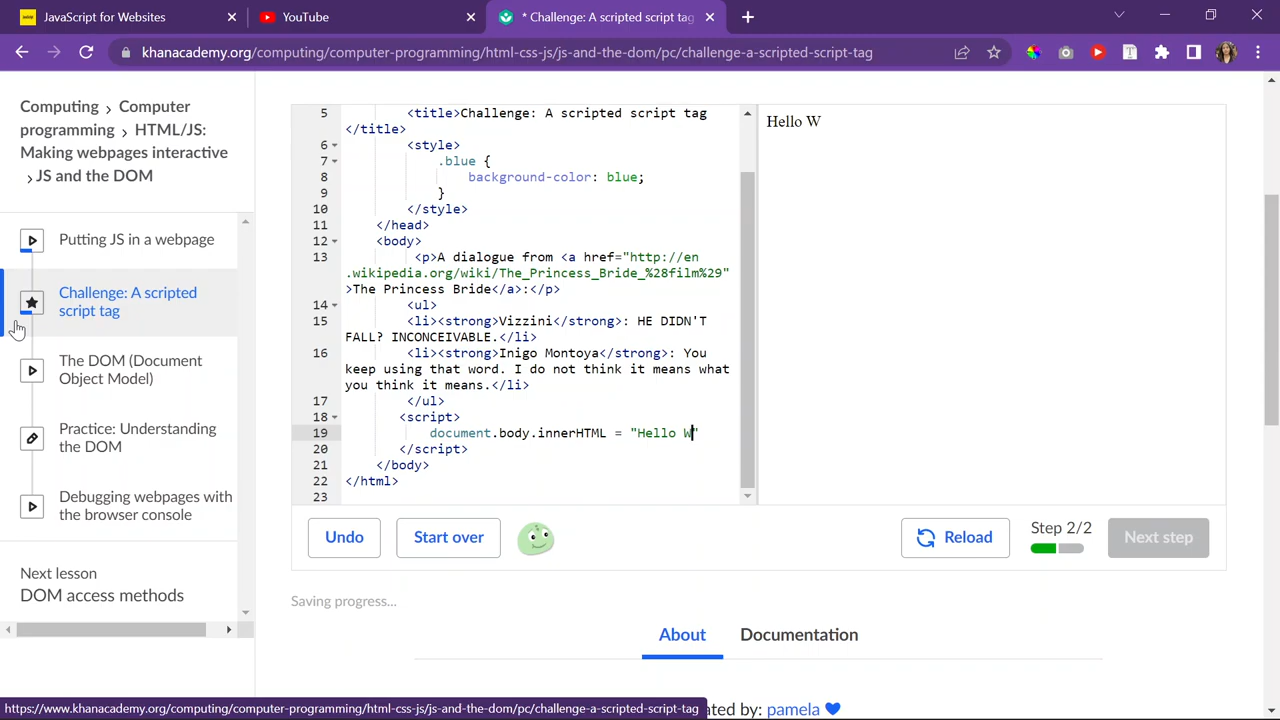 JavaScript for Websites
YouTube
* Challenge: A scripted script tag
khanacademy.org/computing/computer-programming/html-css-js/js-and-the-dom/pc/challenge-a-scripted-script-tag
Computing > Computer
programming > HTML/JS:
Making webpages interactive
> JS and the DOM
Putting JS in a webpage
Challenge: A scripted
script tag
The DOM (Document
Object Model)
Practice: Understanding
the DOM
Debugging webpages with
the browser console
Next lesson
DOM access methods
5 <title>Challenge: A scripted script tag
</title>
6 <style>
7 .blue {
8 background-color: blue;
9 }
10 </style>
11 </head>
12 <body>
13 <p>A dialogue from <a href="http://en
.wikipedia.org/wiki/The_Princess_Bride_%28film%29"
>The Princess Bride</a>:</p>
14 <ul>
15 <li><strong>Vizzini</strong>: HE DIDN'T
FALL? INCONCEIVABLE.</li>
16 <li><strong>Inigo Montoya</strong>: You
keep using that word. I do not think it means what
you think it means.</li>
17 </ul>
18 <script>
19 document.body.innerHTML = "Hello W"
20 </script>
21 </body>
22 </html>
23
Hello W
Undo
Start over
Reload
Step 2/2
Next step
Saving progress...
About
Documentation
ated by: pamela
https://www.khanacademy.org/computing/computer-programming/html-css-js/js-and-the-dom/pc/challenge-a-scripted-script-tag